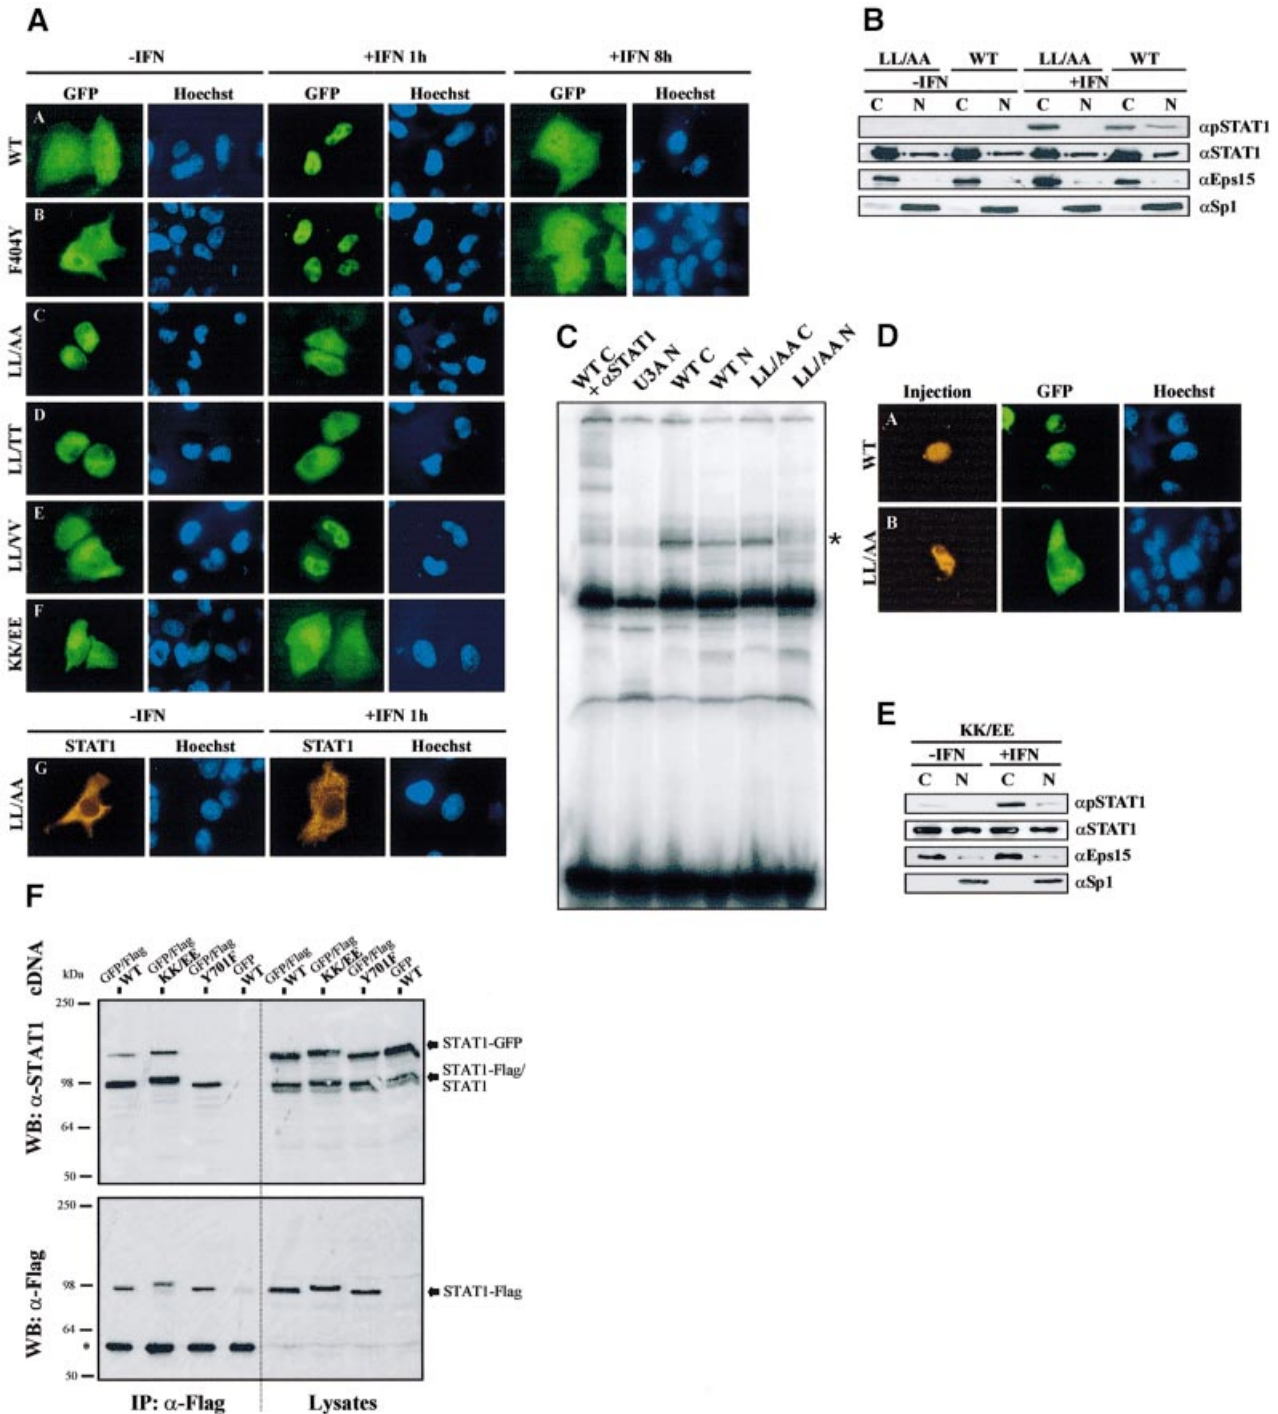 A
-IFN +IFN 1h +IFN 8h
GFP Hoechst GFP Hoechst GFP Hoechst
A
WT
B
F404Y
C
LL/AA
D
LL/TT
E
LL/VV
F
KK/EE
-IFN +IFN 1h
STAT1 Hoechst STAT1 Hoechst
G
LL/AA
B
LL/AA WT LL/AA WT
-IFN +IFN
C N C N C N C N
αpSTAT1
αSTAT1
αEps15
αSp1
C
WT C + αSTAT1
U3A N
WT C
WT N
LL/AA C
LL/AA N
*
D
Injection GFP Hoechst
A
WT
B
LL/AA
E
KK/EE
-IFN +IFN
C N C N
αpSTAT1
αSTAT1
αEps15
αSp1
F
cDNA
GFP/Flag WT
GFP/Flag KK/EE
GFP/Flag Y701F
GFP WT
GFP/Flag WT
GFP/Flag KK/EE
GFP/Flag Y701F
GFP WT
kDa
250
98
64
50
WB: α-STAT1
STAT1-GFP
STAT1-Flag/
STAT1
250
98
64
*
50
WB: α-Flag
STAT1-Flag
IP: α-Flag Lysates